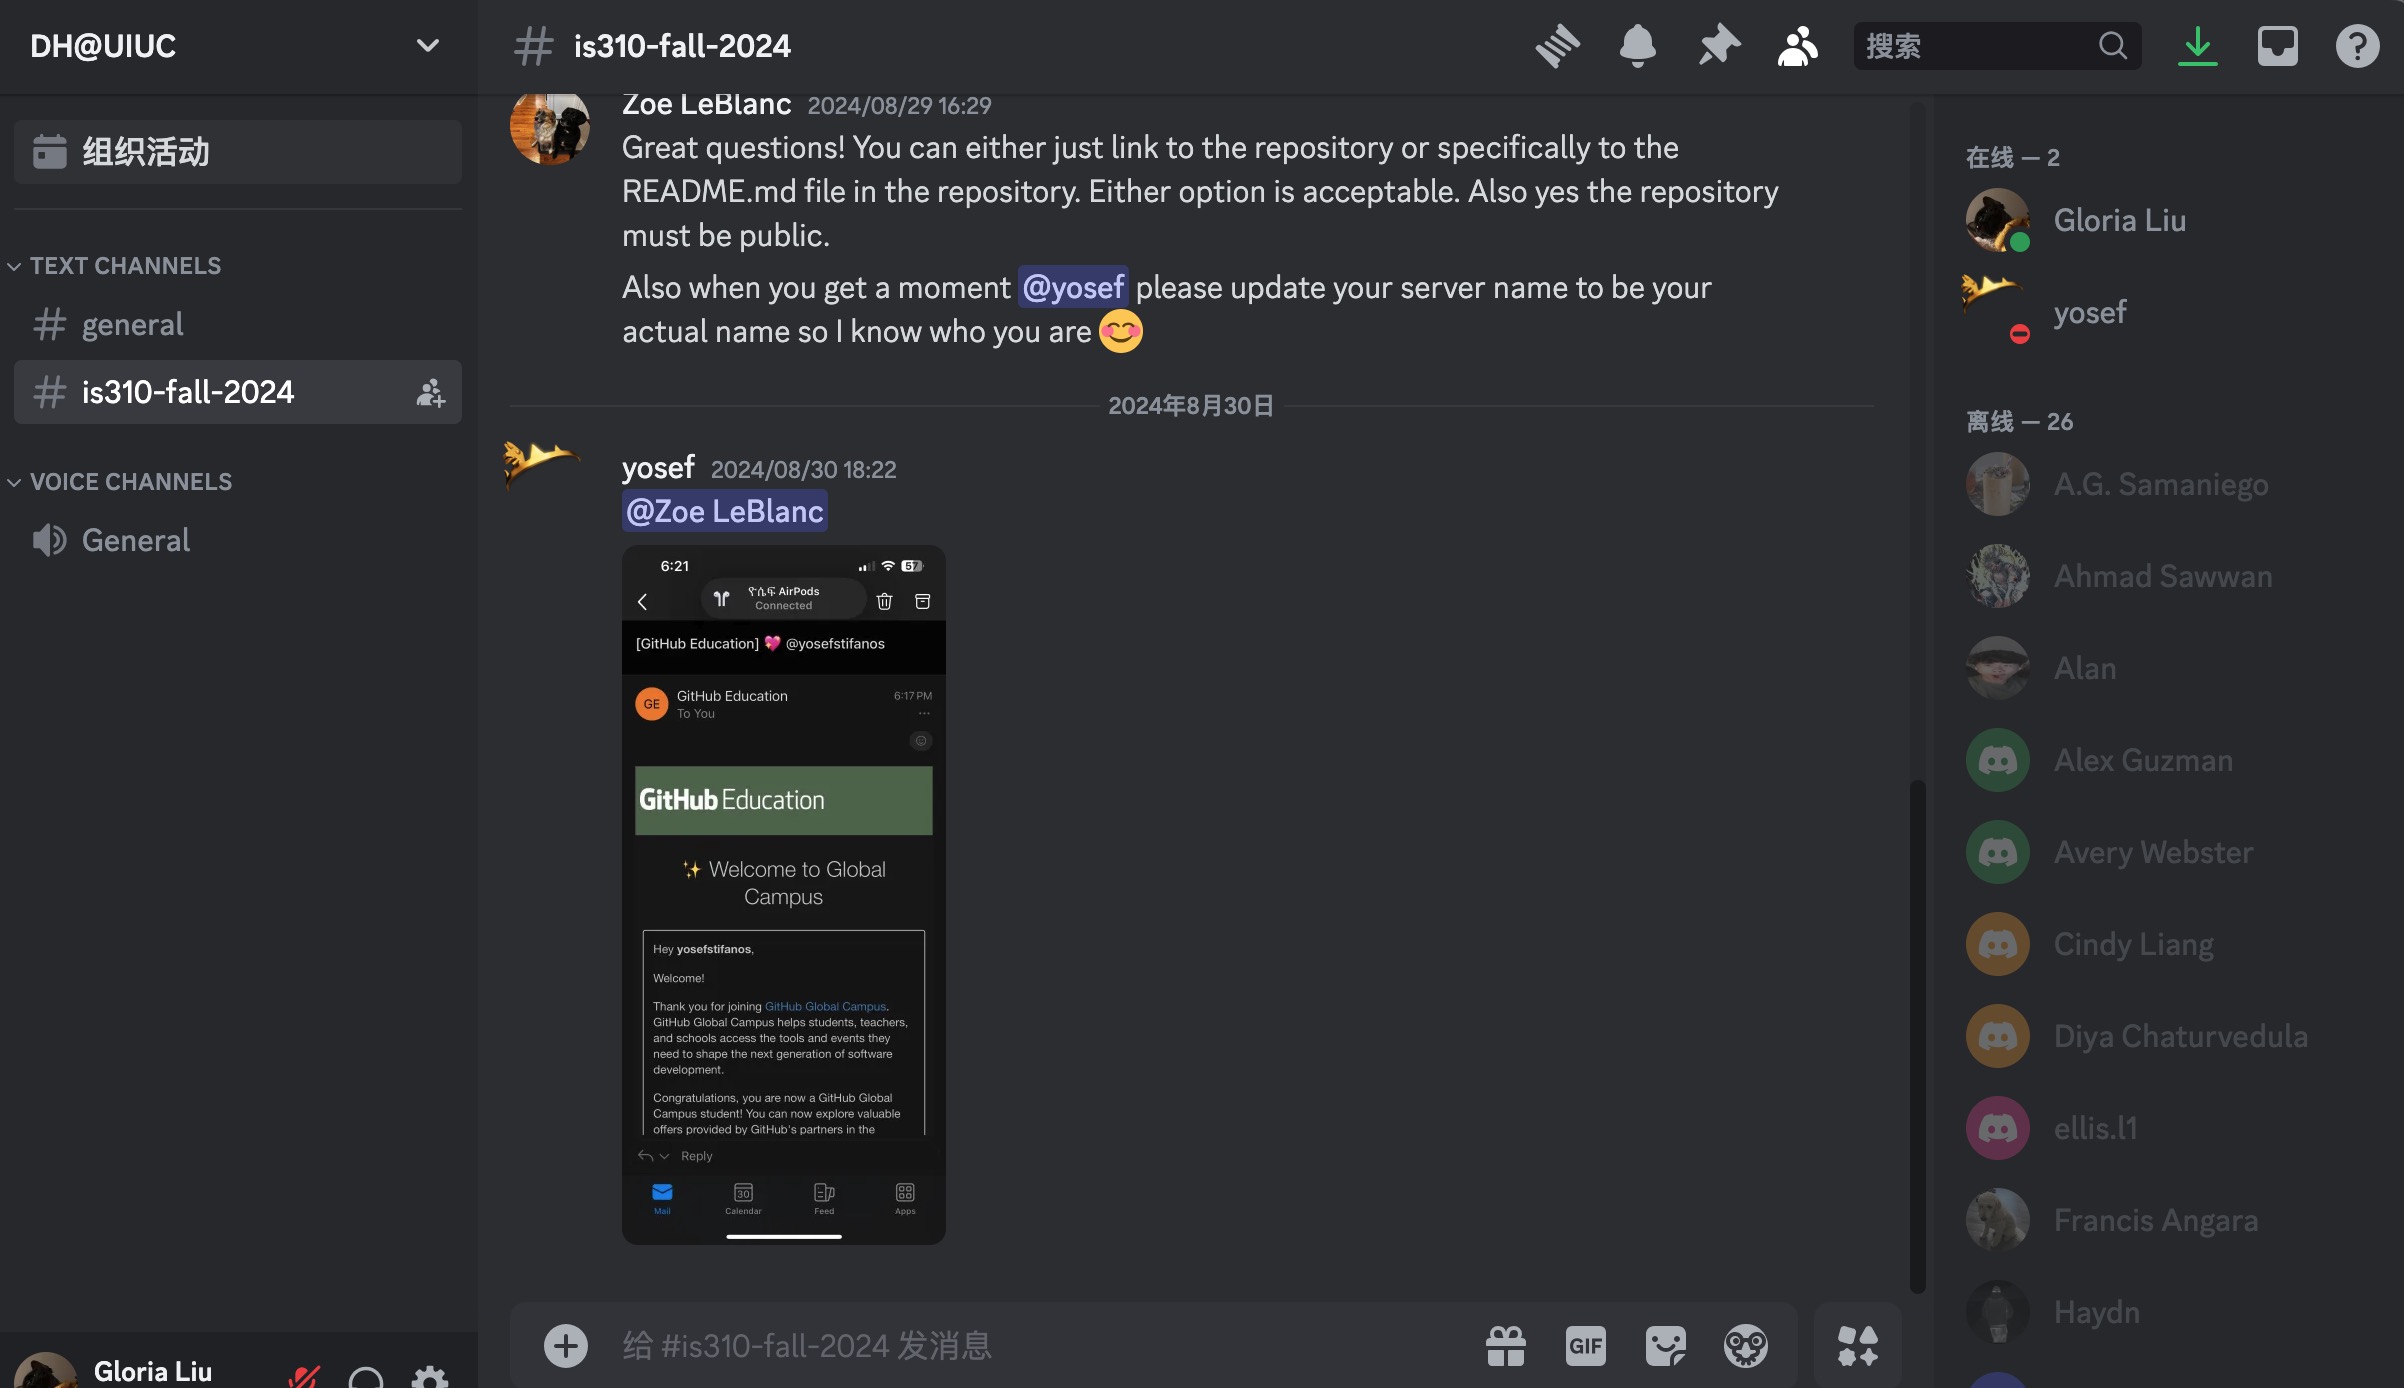 DH@UIUC
组织活动
TEXT CHANNELS
general
is310-fall-2024
VOICE CHANNELS
General
Gloria Liu
is310-fall-2024
搜索
Zoe LeBlanc 2024/08/29 16:29
Great questions! You can either just link to the repository or specifically to the
README.md file in the repository. Either option is acceptable. Also yes the repository
must be public.
Also when you get a moment @yosef please update your server name to be your
actual name so I know who you are 😊
2024年8月30日
yosef 2024/08/30 18:22
@Zoe LeBlanc
6:21
57
ዮሴፍ AirPods
Connected
[GitHub Education] 💖 @yosefstifanos
GE
GitHub Education 6:17 PM
To You
GitHub Education
✨ Welcome to Global
Campus
Hey yosefstifanos,
Welcome!
Thank you for joining GitHub Global Campus.
GitHub Global Campus helps students, teachers,
and schools access the tools and events they
need to shape the next generation of software
development.
Congratulations, you are now a GitHub Global
Campus student! You can now explore valuable
offers provided by GitHub's partners in the
Reply
Mail
30
Calendar
Feed
Apps
给 #is310-fall-2024 发消息
GIF
在线 — 2
Gloria Liu
yosef
离线 — 26
A.G. Samaniego
Ahmad Sawwan
Alan
Alex Guzman
Avery Webster
Cindy Liang
Diya Chaturvedula
ellis.l1
Francis Angara
Haydn